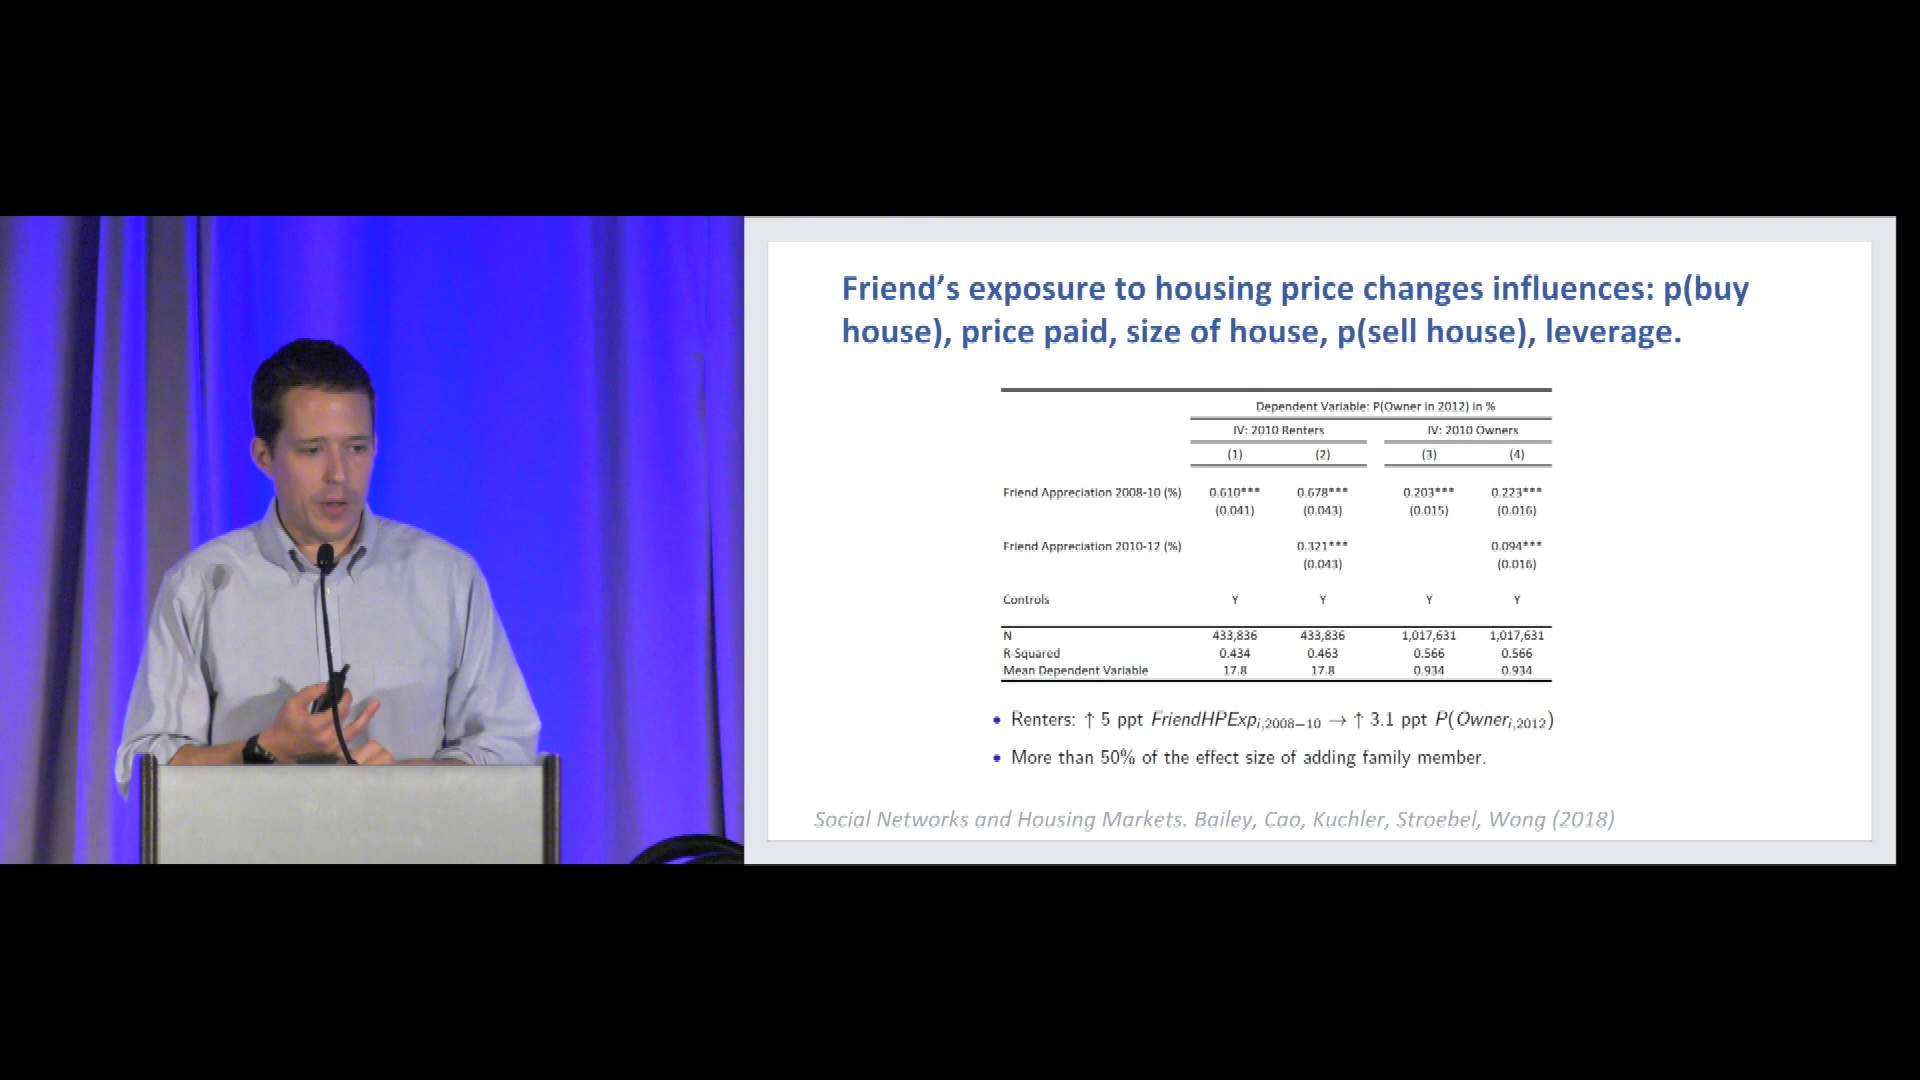 Friend’s exposure to housing price changes influences: p(buy
house), price paid, size of house, p(sell house), leverage.
Dependent Variable: P(Owner in 2012) in %
IV: 2010 Renters IV: 2010 Owners
(1) (2) (3) (4)
Friend Appreciation 2008-10 (%) 0.610*** 0.678*** 0.203*** 0.223***
(0.041) (0.043) (0.015) (0.016)
Friend Appreciation 2010-12 (%) 0.321*** 0.094***
(0.043) (0.016)
Controls Y Y Y Y
N 433,836 433,836 1,017,631 1,017,631
R-Squared 0.434 0.463 0.566 0.566
Mean Dependent Variable 17.8 17.8 0.934 0.934
• Renters: ↑ 5 ppt FriendHPExp i,2008−10 → ↑ 3.1 ppt P(Owner i,2012)
• More than 50% of the effect size of adding family member.
Social Networks and Housing Markets. Bailey, Cao, Kuchler, Stroebel, Wong (2018)